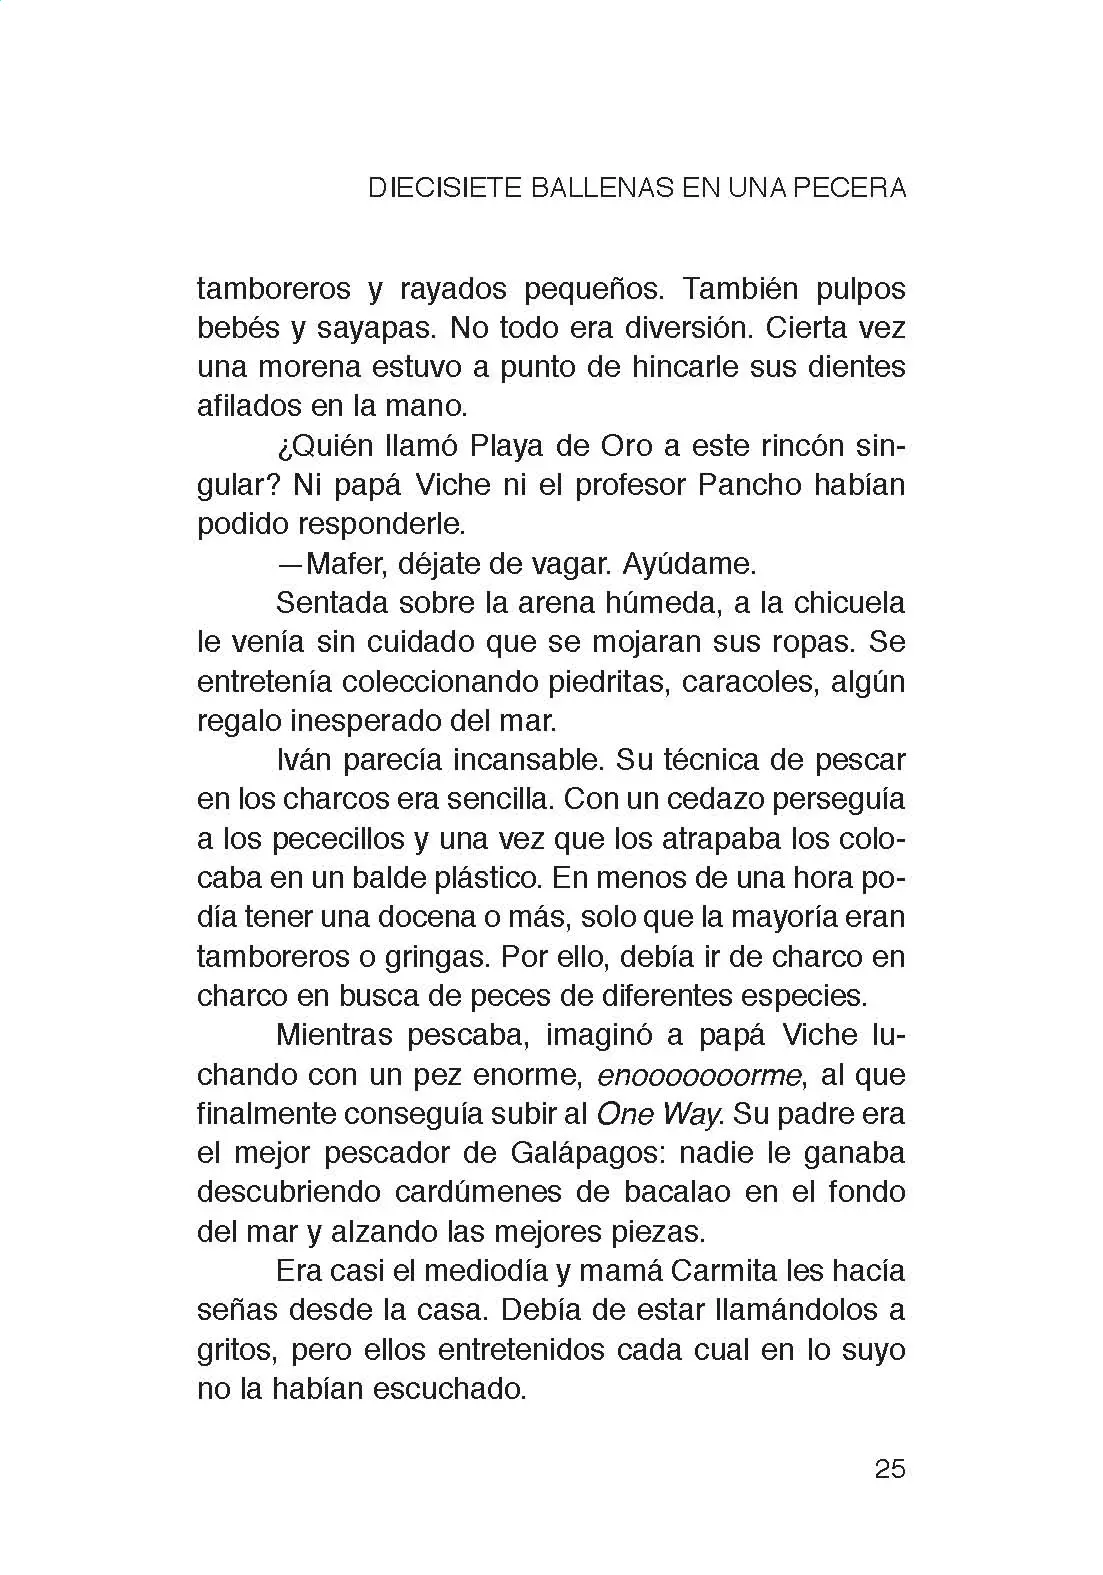 DIECISIETE BALLENAS EN UNA PECERA
tamboreros y rayados pequeños. También pulpos
bebés y sayapas. No todo era diversión. Cierta vez
una morena estuvo a punto de hincarle sus dientes
afilados en la mano.
¿Quién llamó Playa de Oro a este rincón sin-
gular? Ni papá Viche ni el profesor Pancho habían
podido responderle.
—Mafer, déjate de vagar. Ayúdame.
Sentada sobre la arena húmeda, a la chicuela
le venía sin cuidado que se mojaran sus ropas. Se
entretenía coleccionando piedritas, caracoles, algún
regalo inesperado del mar.
Iván parecía incansable. Su técnica de pescar
en los charcos era sencilla. Con un cedazo perseguía
a los pececillos y una vez que los atrapaba los colo-
caba en un balde plástico. En menos de una hora po-
día tener una docena o más, solo que la mayoría eran
tamboreros o gringas. Por ello, debía ir de charco en
charco en busca de peces de diferentes especies.
Mientras pescaba, imaginó a papá Viche lu-
chando con un pez enorme, enoooooooorme, al que
finalmente conseguía subir al One Way. Su padre era
el mejor pescador de Galápagos: nadie le ganaba
descubriendo cardúmenes de bacalao en el fondo
del mar y alzando las mejores piezas.
Era casi el mediodía y mamá Carmita les hacía
señas desde la casa. Debía de estar llamándolos a
gritos, pero ellos entretenidos cada cual en lo suyo
no la habían escuchado.
25